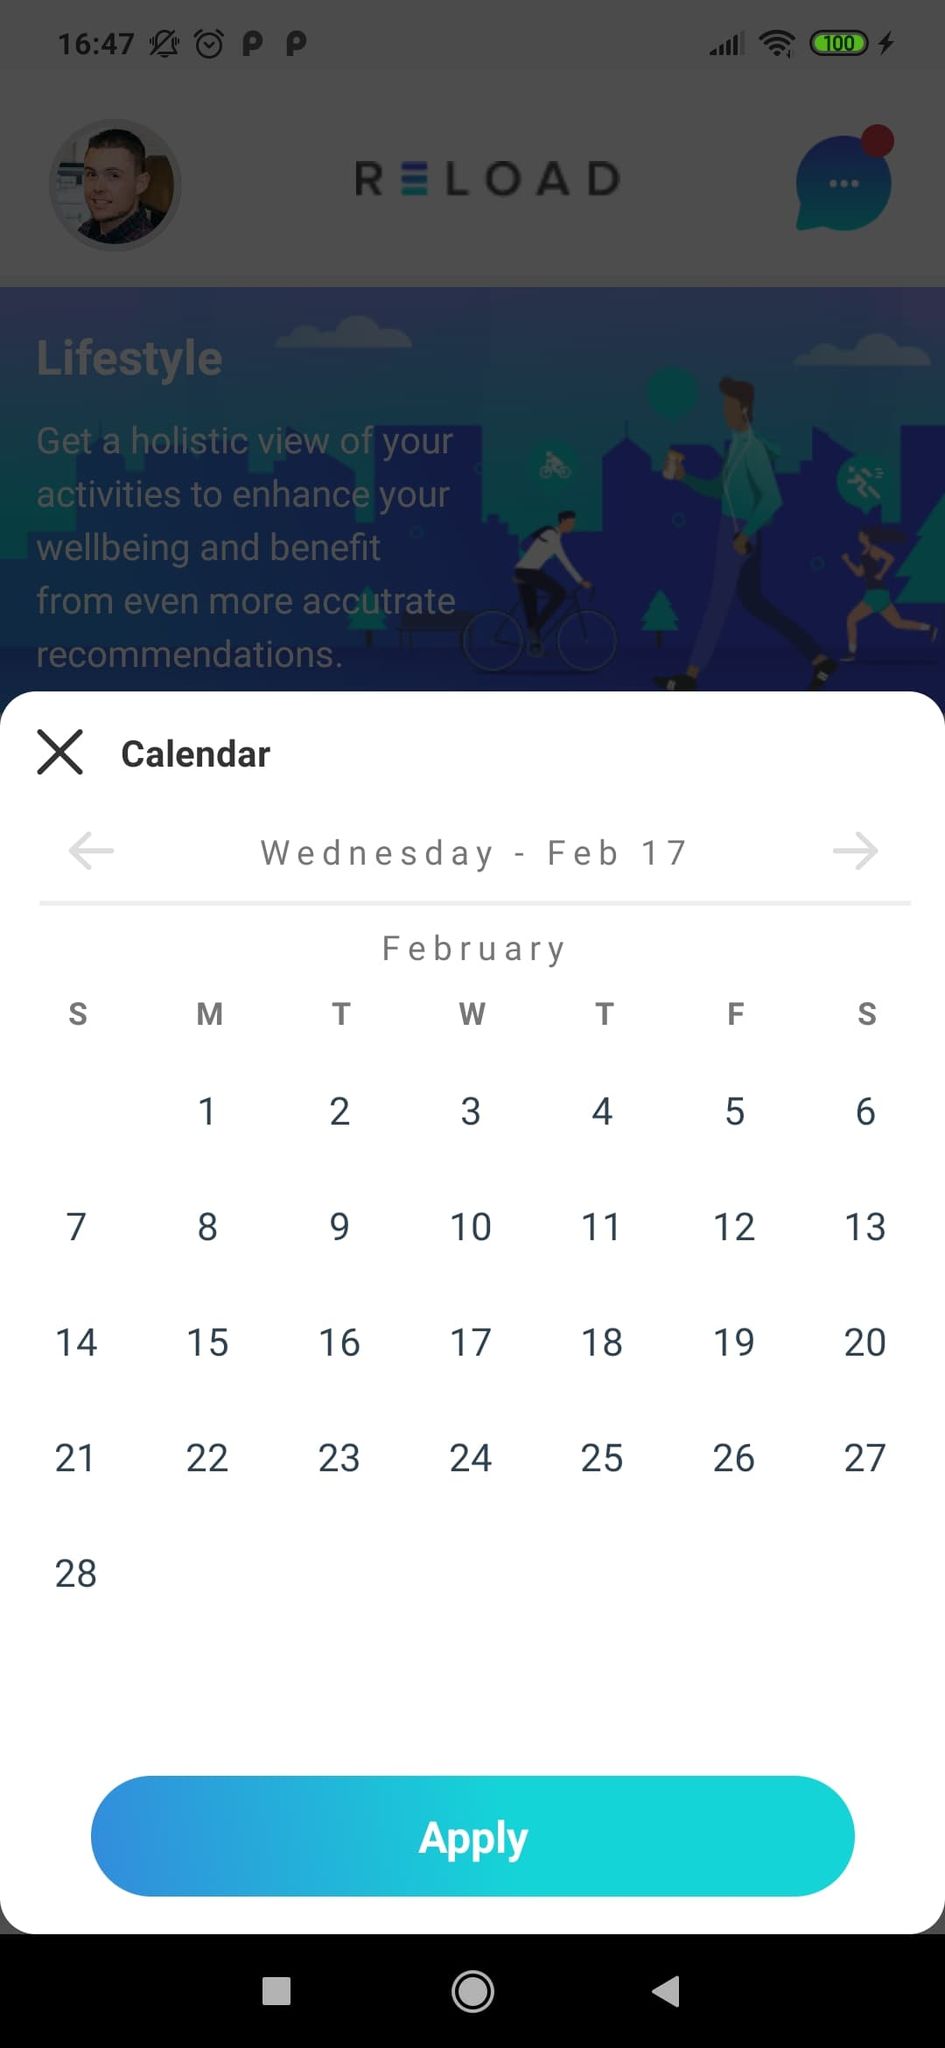 16:47 100
RELOAD
Lifestyle
Get a holistic view of your
activities to enhance your
wellbeing and benefit
from even more accutrate
recommendations.
Calendar
Wednesday - Feb 17
February
S M T W T F S
1 2 3 4 5 6
7 8 9 10 11 12 13
14 15 16 17 18 19 20
21 22 23 24 25 26 27
28
Apply